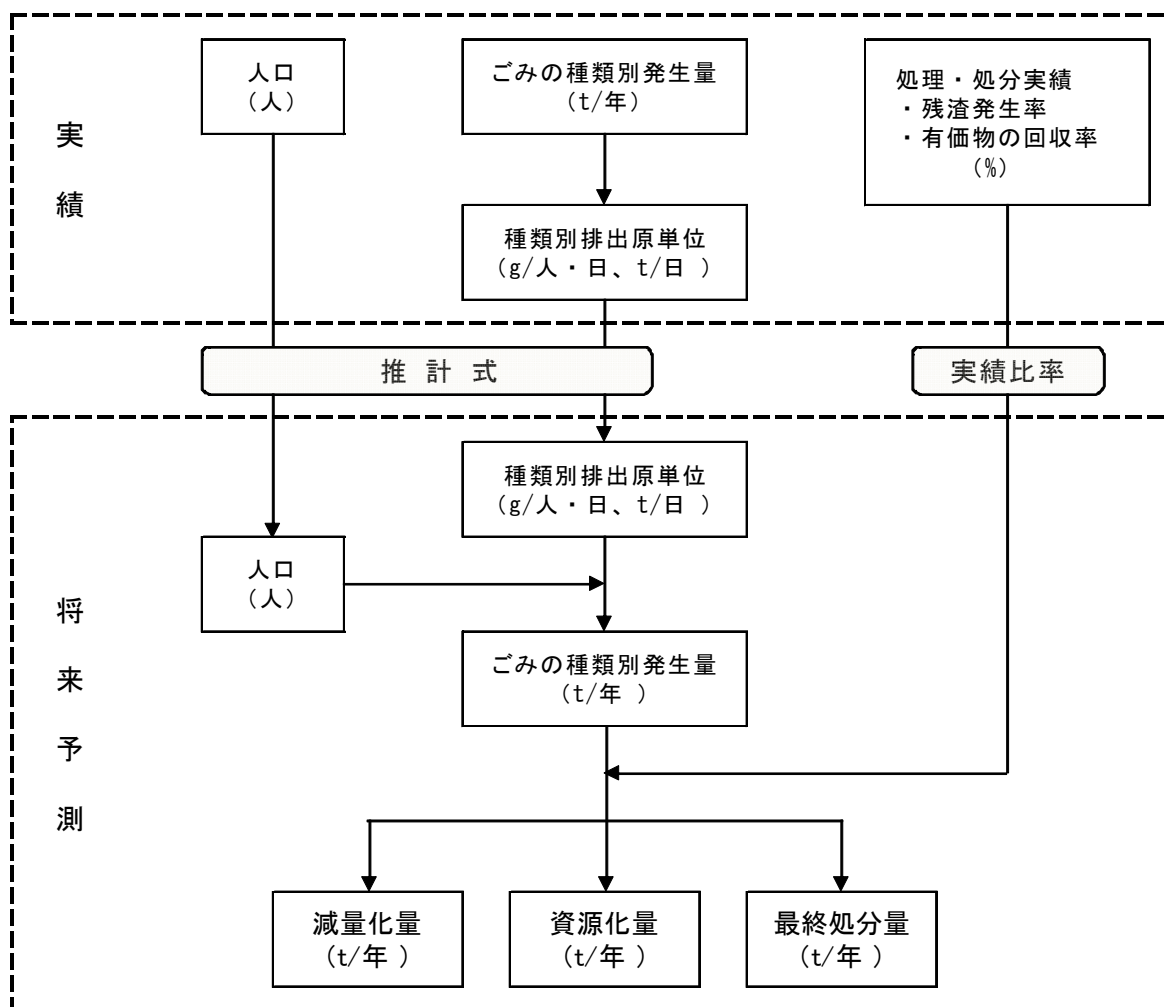 実績
人口
(人)
ごみの種類別発生量
(t/年)
処理・処分実績
・残渣発生率
・有価物の回収率
(%)
種類別排出原単位
(g/人・日、t/日 )
推 計 式
実績比率
将来予測
種類別排出原単位
(g/人・日、t/日 )
人口
(人)
ごみの種類別発生量
(t/年 )
減量化量
(t/年 )
資源化量
(t/年 )
最終処分量
(t/年 )